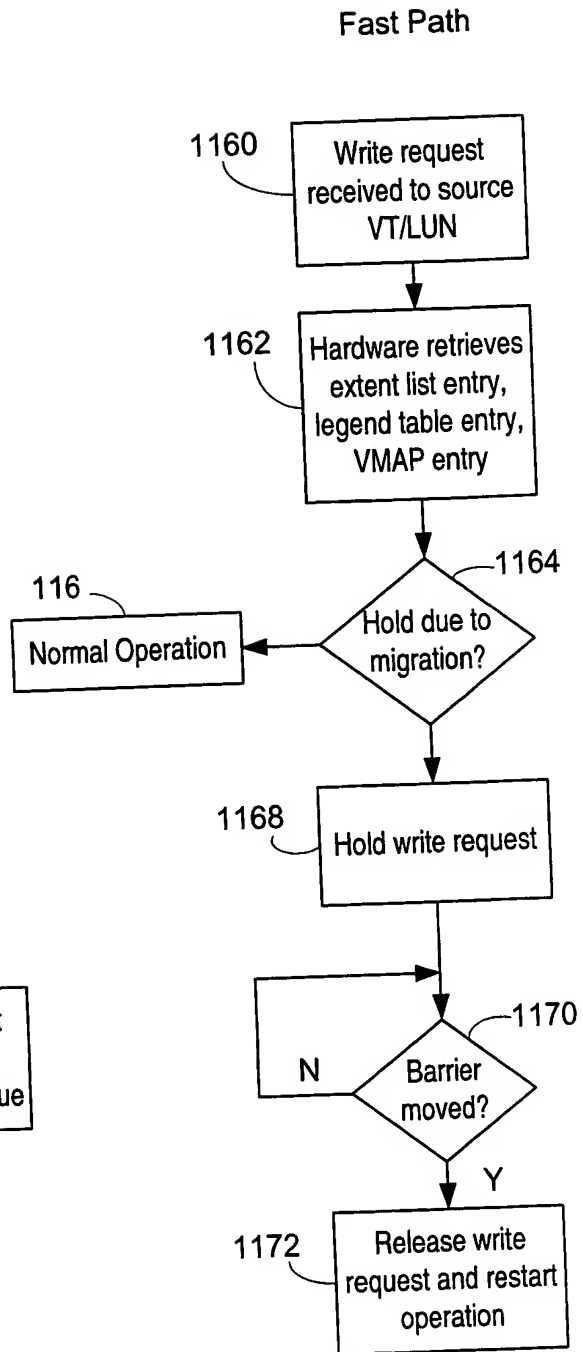 Fast Path
1160
Write request
received to source
VT/LUN
1162
Hardware retrieves
extent list entry,
legend table entry,
VMAP entry
1164
Hold due to
migration?
116
Normal Operation
1168
Hold write request
1170
Barrier
moved?
N
Y
1172
Release write
request and restart
operation